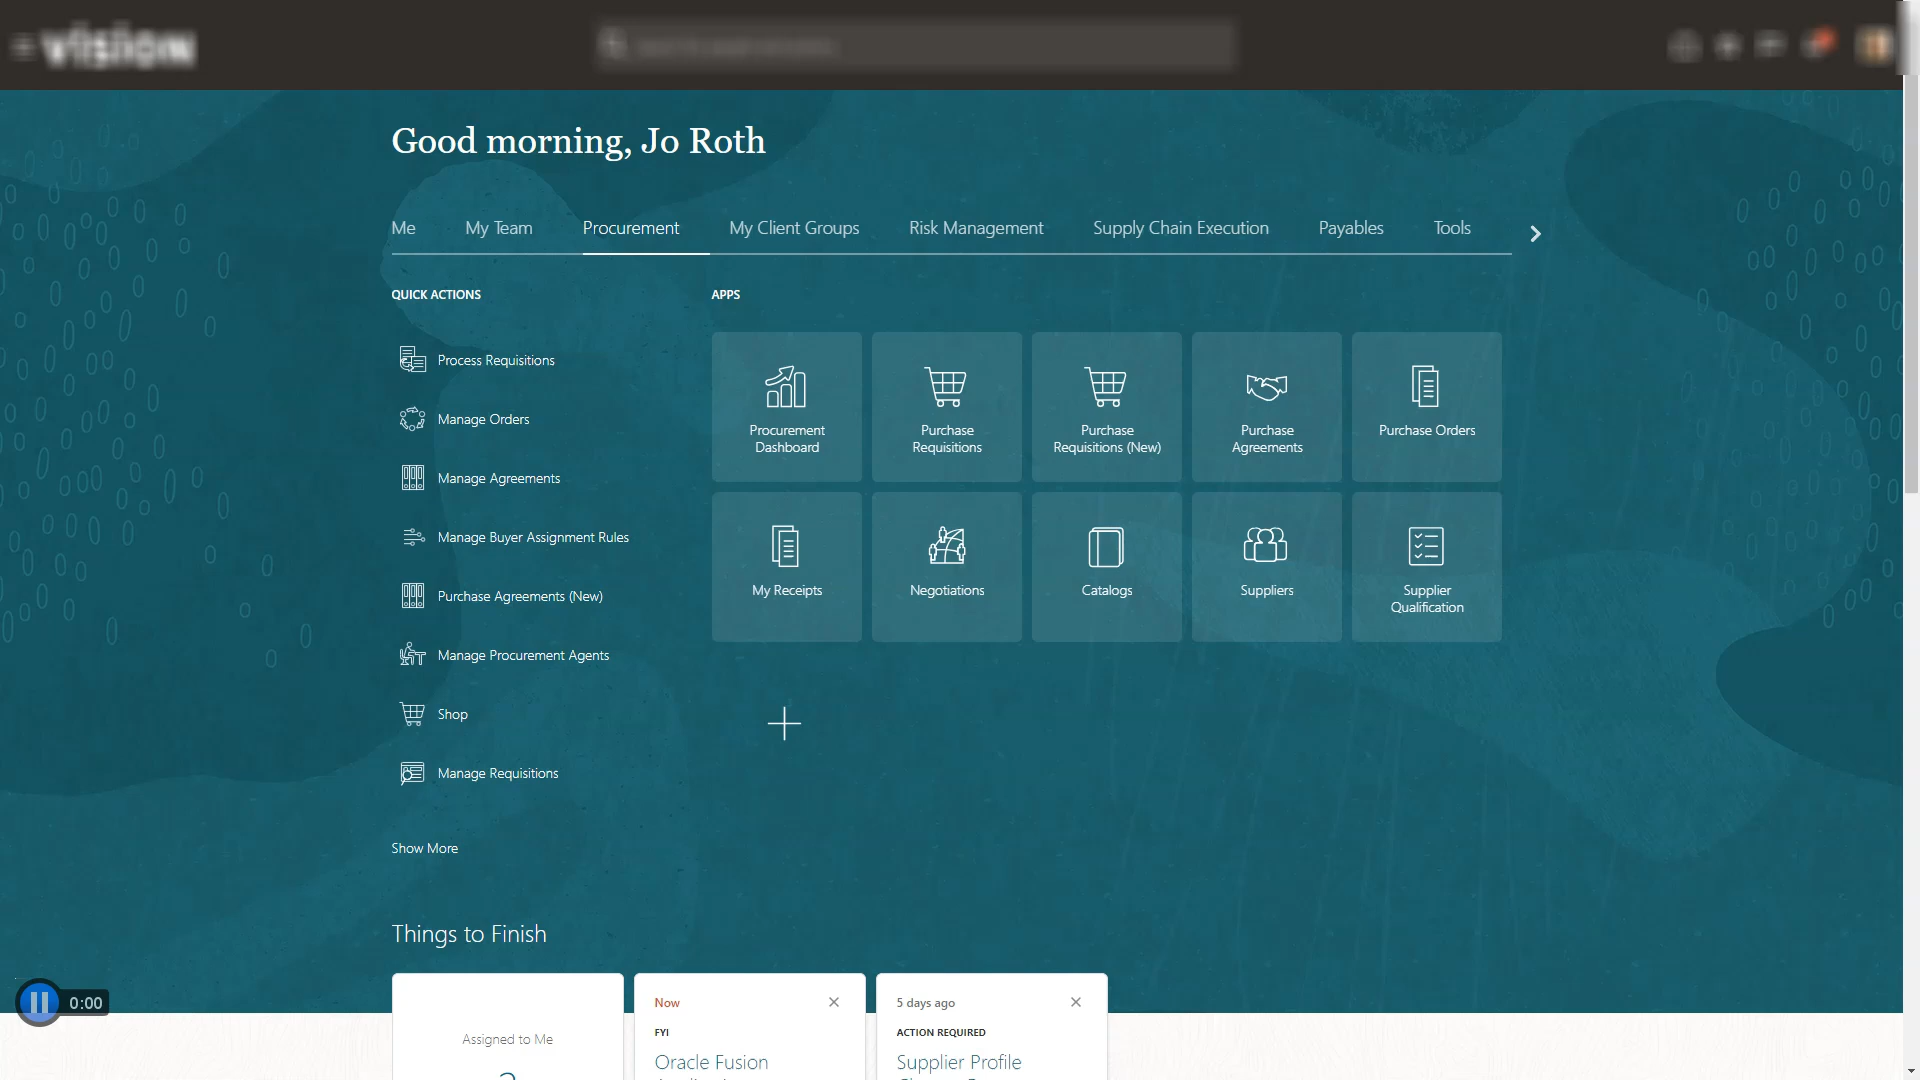 VISION
Good morning, Jo Roth
Me
My Team
Procurement
My Client Groups
Risk Management
Supply Chain Execution
Payables
Tools
QUICK ACTIONS
APPS
Process Requisitions
Manage Orders
Manage Agreements
Manage Buyer Assignment Rules
Purchase Agreements (New)
Manage Procurement Agents
Shop
Manage Requisitions
Show More
Procurement
Dashboard
Purchase
Requisitions
Purchase
Requisitions (New)
Purchase
Agreements
Purchase Orders
My Receipts
Negotiations
Catalogs
Suppliers
Supplier
Qualification
Things to Finish
Assigned to Me
Now
FYI
Oracle Fusion
5 days ago
ACTION REQUIRED
Supplier Profile
0:00